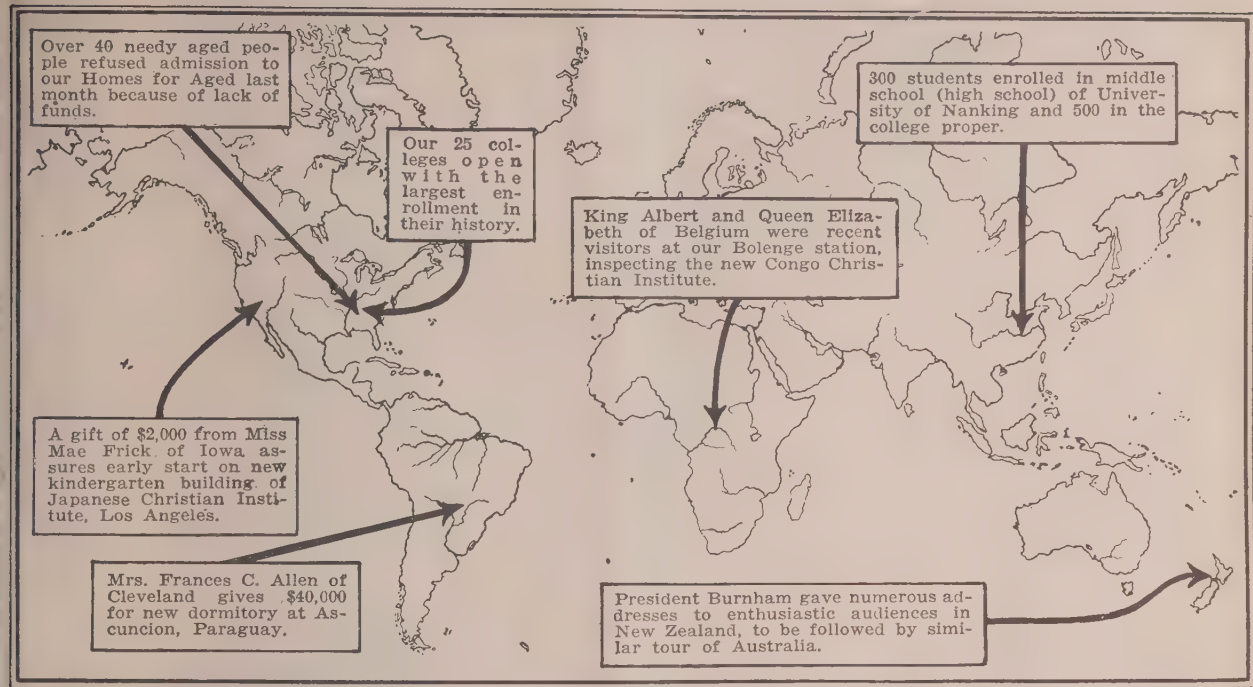 Over 40 needy aged peo-
ple refused admission to
our Homes for Aged last
month because of lack of
funds.
Our 25 col-
leges open
with the
largest en-
rollment in
their history.
300 students enrolled in middle
school (high school) of Univer-
sity of Nanking and 500 in the
college proper.
King Albert and Queen Eliza-
beth of Belgium were recent
visitors at our Bolenge station,
inspecting the new Congo Chris-
tian Institute.
A gift of $2,000 from Miss
Mae Frick of Iowa as-
sures early start on new
kindergarten building of
Japanese Christian Insti-
tute, Los Angeles.
Mrs. Frances C. Allen of
Cleveland gives $40,000
for new dormitory at As-
cuncion, Paraguay.
President Burnham gave numerous ad-
dresses to enthusiastic audiences in
New Zealand, to be followed by simi-
lar tour of Australia.